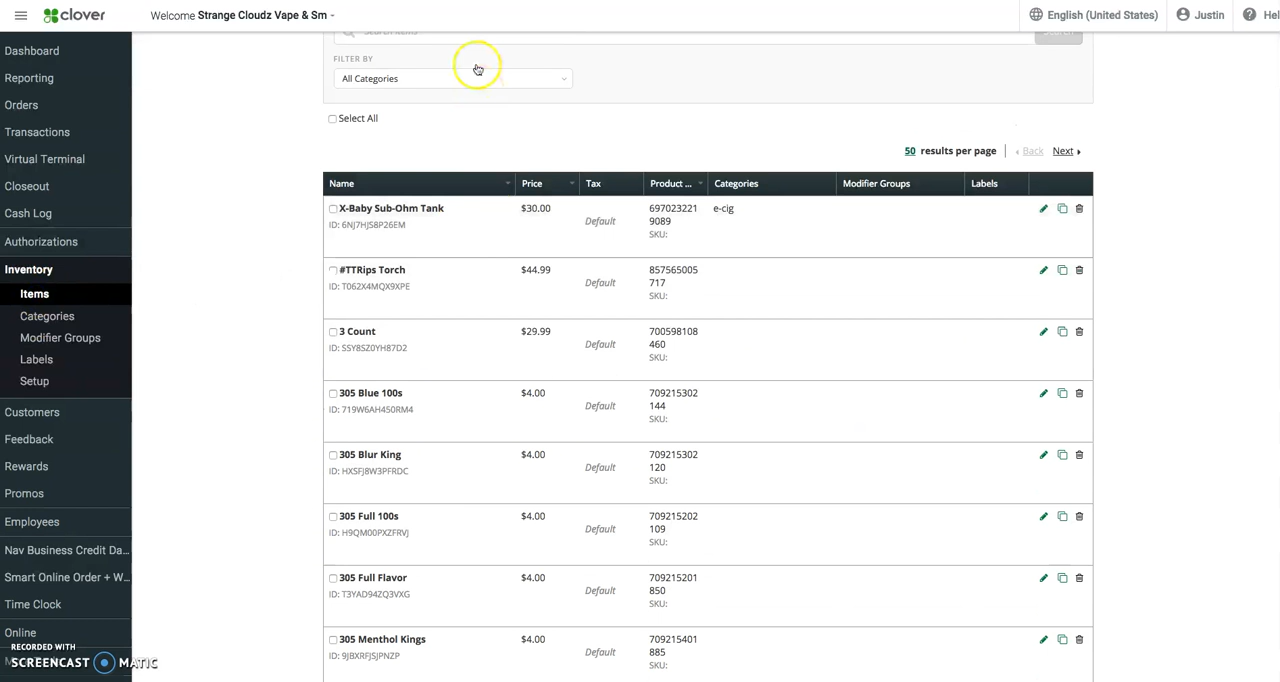 clover
Welcome Strange Cloudz Vape & Sm
English (United States)
Justin
Hel
Dashboard
Reporting
Orders
Transactions
Virtual Terminal
Closeout
Cash Log
Authorizations
Inventory
Items
Categories
Modifier Groups
Labels
Setup
Customers
Feedback
Rewards
Promos
Employees
Nav Business Credit Da...
Smart Online Order + W...
Time Clock
Online
RECORDED WITH
SCREENCAST MATIC
Search items
Search
FILTER BY
All Categories
Select All
50 results per page
Back Next
Name Price Tax Product ... Categories Modifier Groups Labels
X-Baby Sub-Ohm Tank $30.00 Default 697023221 e-cig
ID: 6NJ7HJS8P26EM 9089
SKU:
#TTRips Torch $44.99 Default 857565005
ID: T062X4MQX9XPE 717
SKU:
3 Count $29.99 Default 700598108
ID: SSY8SZ0YH87D2 460
SKU:
305 Blue 100s $4.00 Default 709215302
ID: 719W6AH450RM4 144
SKU:
305 Blur King $4.00 Default 709215302
ID: HXSFJ8W3PFRDC 120
SKU:
305 Full 100s $4.00 Default 709215202
ID: H9QM00PXZFRVJ 109
SKU:
305 Full Flavor $4.00 Default 709215201
ID: T3YAD94ZQ3VXG 850
SKU:
305 Menthol Kings $4.00 Default 709215401
ID: 9JBXRFJSJPNZP 885
SKU: